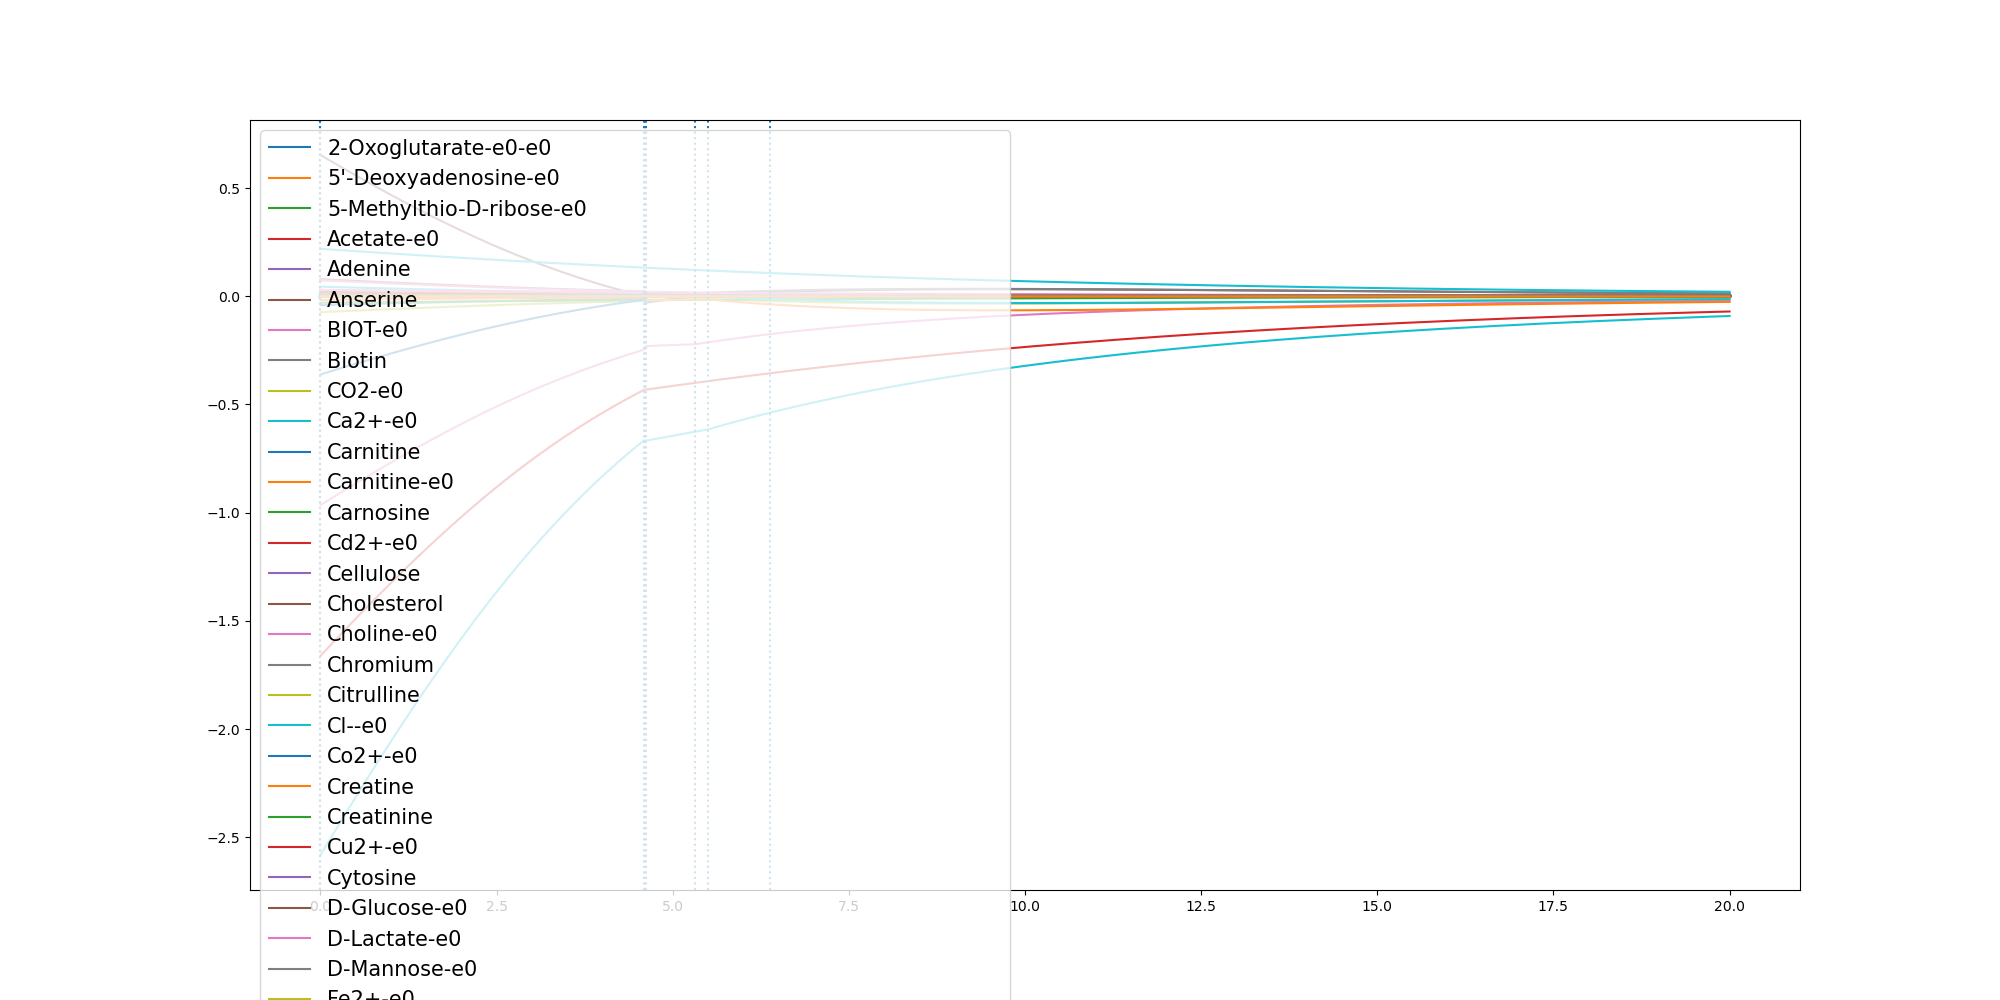 2-Oxoglutarate-e0-e0
5'-Deoxyadenosine-e0
5-Methylthio-D-ribose-e0
Acetate-e0
Adenine
Anserine
BIOT-e0
Biotin
CO2-e0
Ca2+-e0
Carnitine
Carnitine-e0
Carnosine
Cd2+-e0
Cellulose
Cholesterol
Choline-e0
Chromium
Citrulline
Cl--e0
Co2+-e0
Creatine
Creatinine
Cu2+-e0
Cytosine
D-Glucose-e0
D-Lactate-e0
D-Mannose-e0
Fe2+-e0
0.5
0.0
−0.5
−1.0
−1.5
−2.0
−2.5
0.0 2.5 5.0 7.5 10.0 12.5 15.0 17.5 20.0